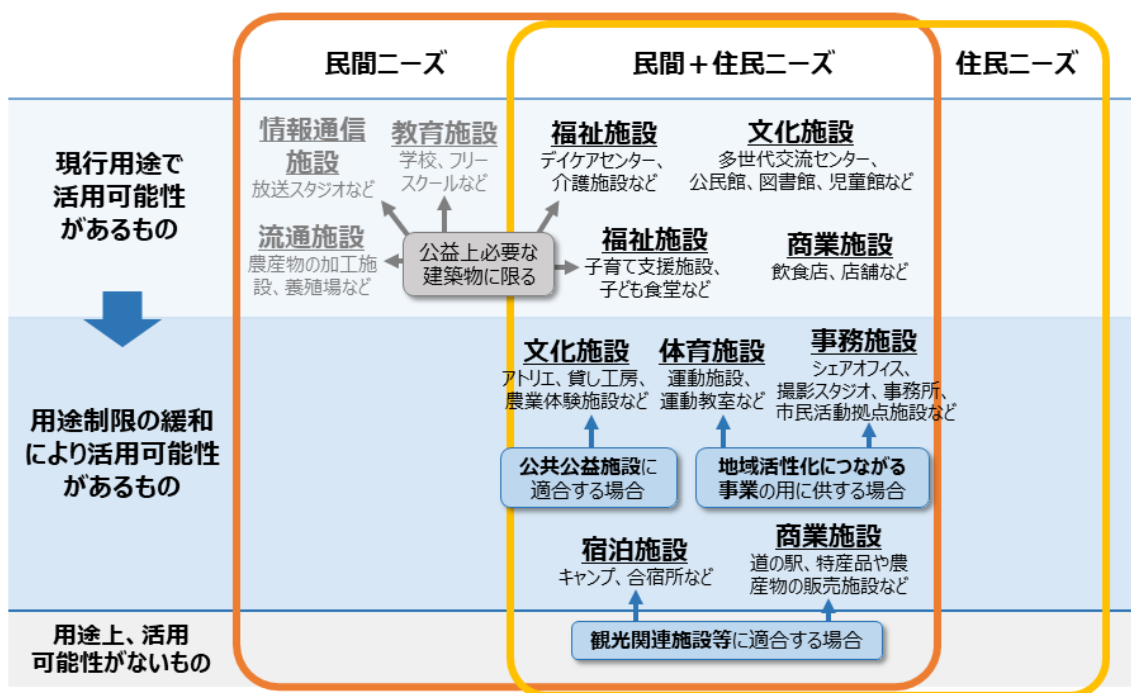 民間ニーズ
民間＋住民ニーズ
住民ニーズ
現行用途で
活用可能性
があるもの
情報通信
施設
放送スタジオなど
教育施設
学校、フリー
スクールなど
流通施設
農産物の加工施
設、養殖場など
公益上必要な
建築物に限る
福祉施設
デイケアセンター、
介護施設など
文化施設
多世代交流センター、
公民館、図書館、児童館など
福祉施設
子育て支援施設、
子ども食堂など
商業施設
飲食店、店舗など
用途制限の緩和
により活用可能性
があるもの
文化施設
アトリエ、貸し工房、
農業体験施設など
体育施設
運動施設、
運動教室など
事務施設
シェアオフィス、
撮影スタジオ、事務所、
市民活動拠点施設など
公共公益施設に
適合する場合
地域活性化につながる
事業の用に供する場合
宿泊施設
キャンプ、合宿所など
商業施設
道の駅、特産品や農
産物の販売施設など
用途上、活用
可能性がないもの
観光関連施設等に適合する場合